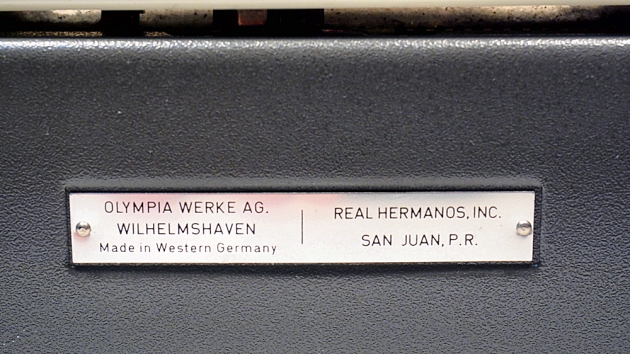 OLYMPIA WERKE AG.
WILHELMSHAVEN
Made in Western Germany
REAL HERMANOS, INC.
SAN JUAN, P.R.